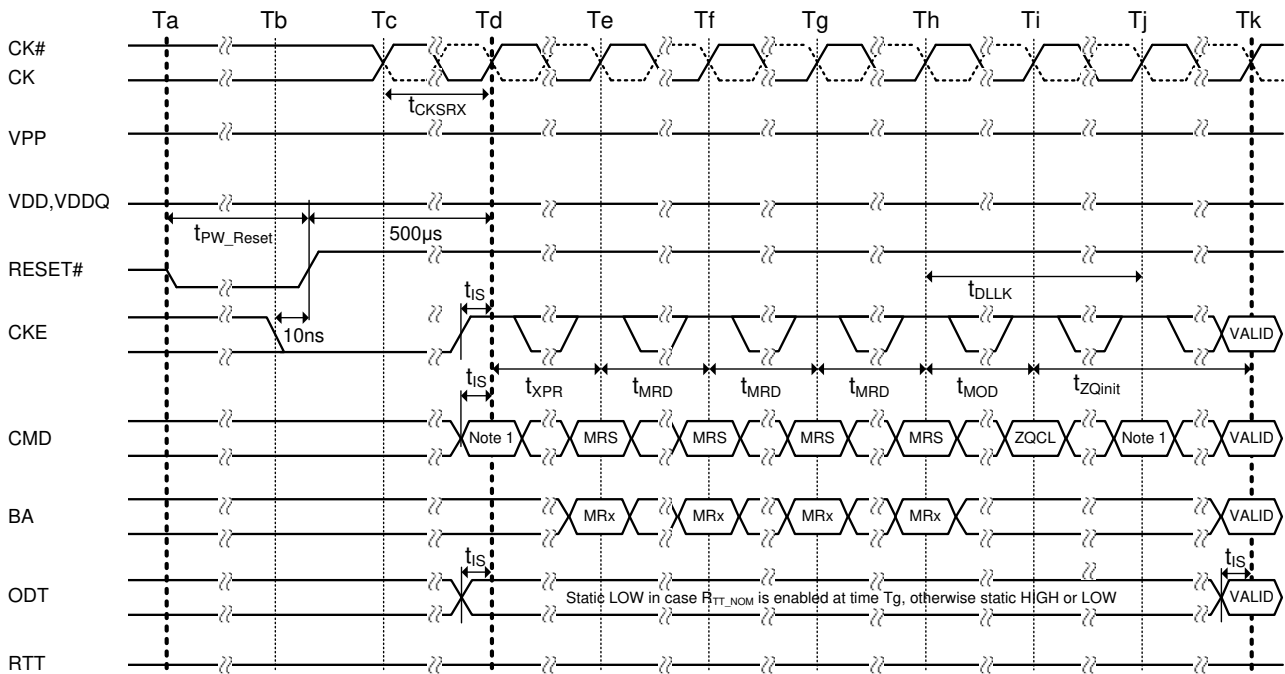 Ta Tb Tc Td Te Tf Tg Th Ti Tj Tk
CK#
CK
tCKSRX
VPP
VDD,VDDQ
tPW_Reset 500µs
RESET#
tIS tDLLK
CKE 10ns VALID
tIS tXPR tMRD tMRD tMRD tMOD tZQinit
CMD Note 1 MRS MRS MRS MRS ZQCL Note 1 VALID
BA MRx MRx MRx MRx VALID
tIS tIS
ODT Static LOW in case RTT_NOM is enabled at time Tg, otherwise static HIGH or LOW VALID
RTT